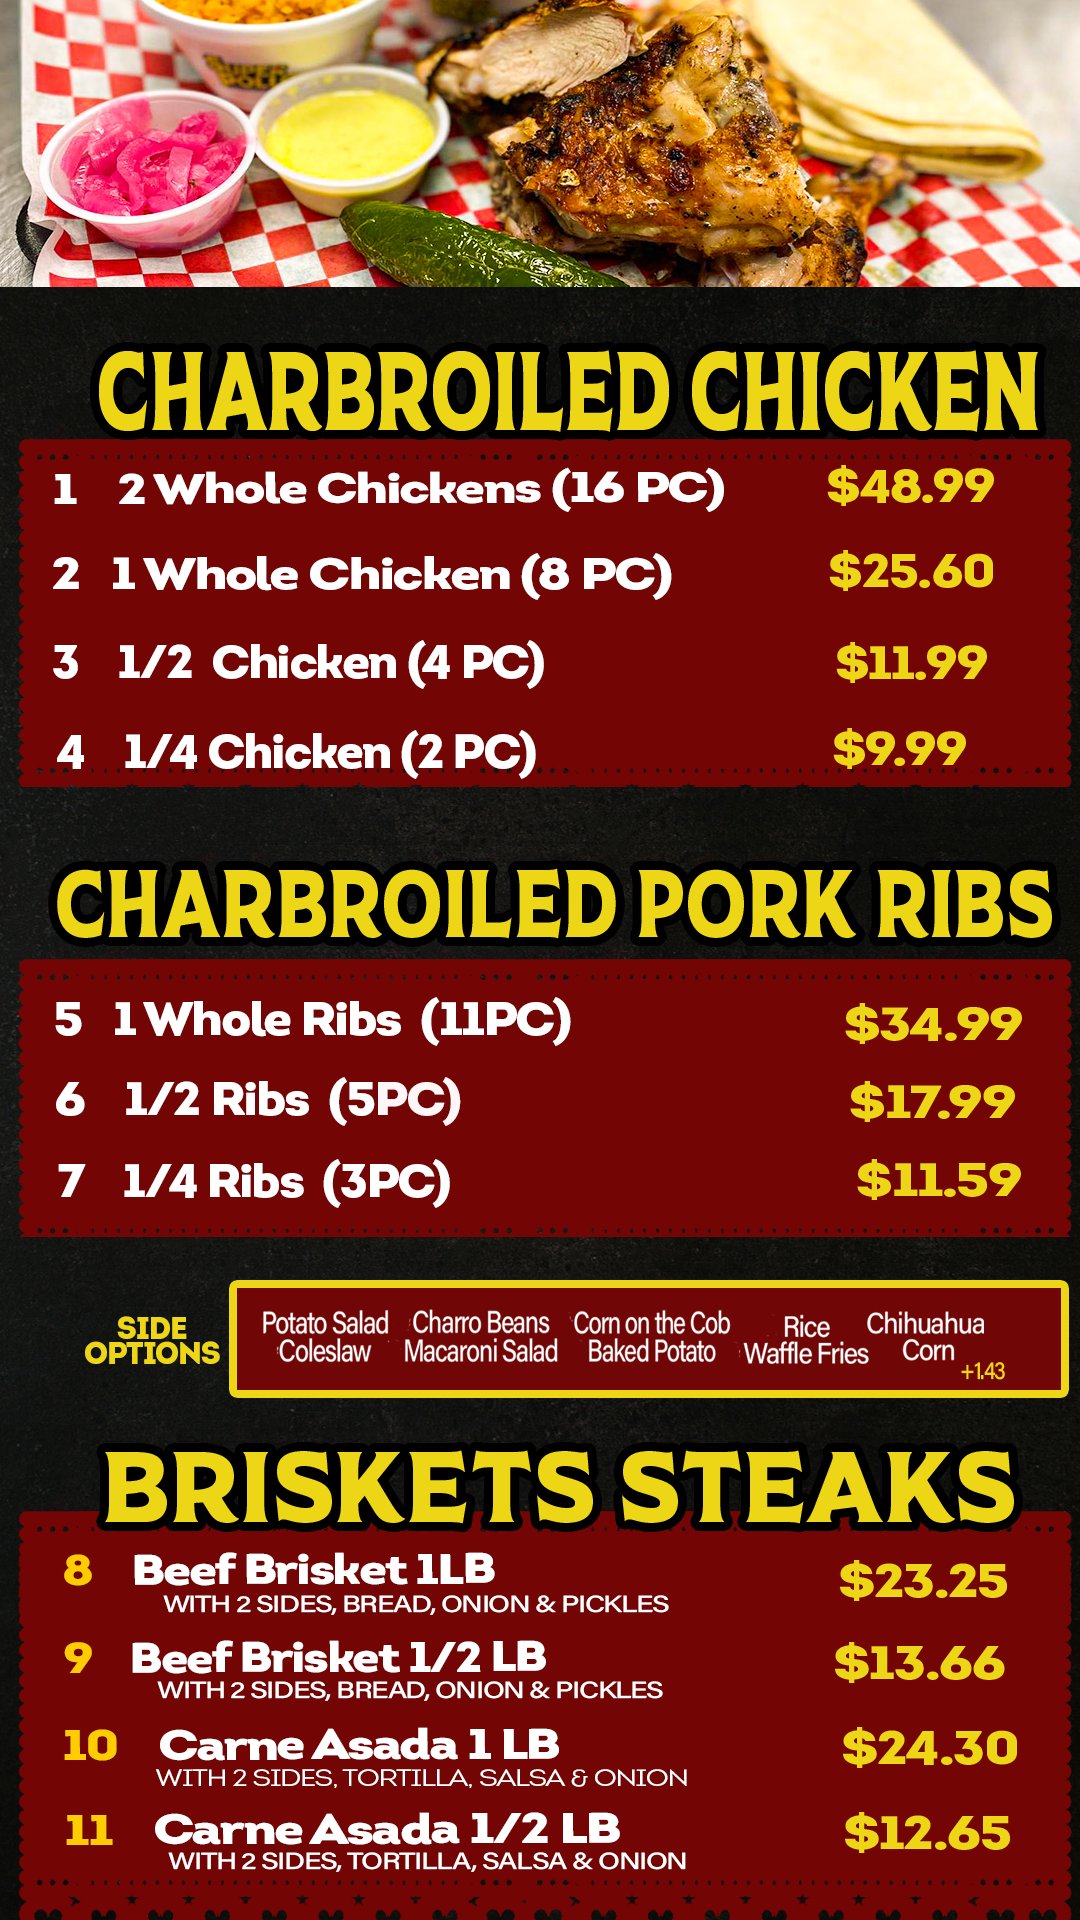 CHARBROILED CHICKEN
1 2 Whole Chickens (16 PC) $48.99
2 1 Whole Chicken (8 PC) $25.60
3 1/2 Chicken (4 PC) $11.99
4 1/4 Chicken (2 PC) $9.99
CHARBROILED PORK RIBS
5 1 Whole Ribs (11PC) $34.99
6 1/2 Ribs (5PC) $17.99
7 1/4 Ribs (3PC) $11.59
SIDE
OPTIONS
Potato Salad Charro Beans Corn on the Cob Rice Chihuahua
Coleslaw Macaroni Salad Baked Potato Waffle Fries Corn
+1.43
BRISKETS STEAKS
8 Beef Brisket 1LB $23.25
WITH 2 SIDES, BREAD, ONION & PICKLES
9 Beef Brisket 1/2 LB $13.66
WITH 2 SIDES, BREAD, ONION & PICKLES
10 Carne Asada 1 LB $24.30
WITH 2 SIDES, TORTILLA, SALSA & ONION
11 Carne Asada 1/2 LB $12.65
WITH 2 SIDES, TORTILLA, SALSA & ONION